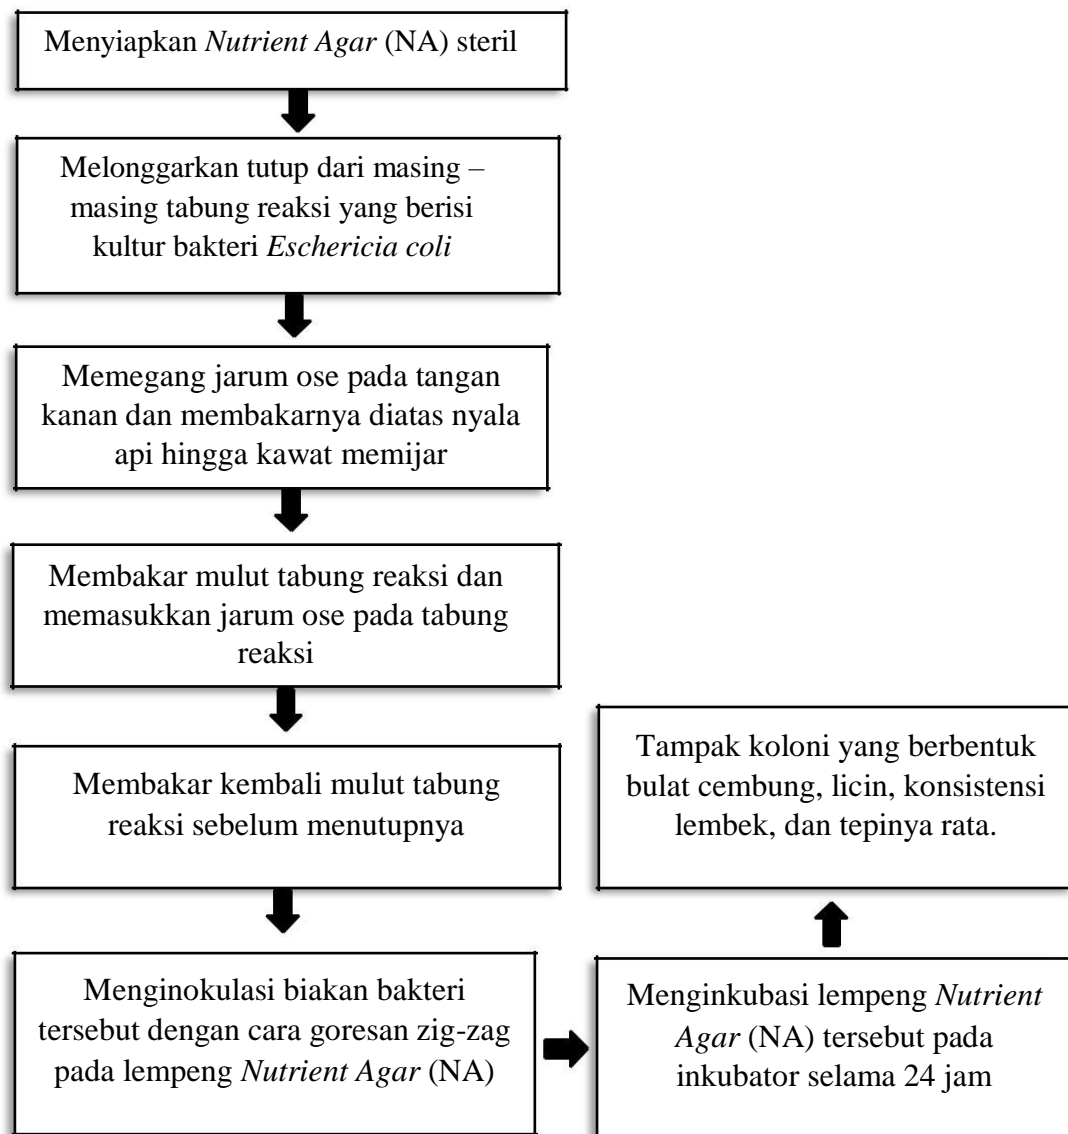 Menyiapkan Nutrient Agar (NA) steril
Melonggarkan tutup dari masing –
masing tabung reaksi yang berisi
kultur bakteri Eschericia coli
Memegang jarum ose pada tangan
kanan dan membakarnya diatas nyala
api hingga kawat memijar
Membakar mulut tabung reaksi dan
memasukkan jarum ose pada tabung
reaksi
Membakar kembali mulut tabung
reaksi sebelum menutupnya
Menginokulasi biakan bakteri
tersebut dengan cara goresan zig-zag
pada lempeng Nutrient Agar (NA)
Menginkubasi lempeng Nutrient
Agar (NA) tersebut pada
inkubator selama 24 jam
Tampak koloni yang berbentuk
bulat cembung, licin, konsistensi
lembek, dan tepinya rata.